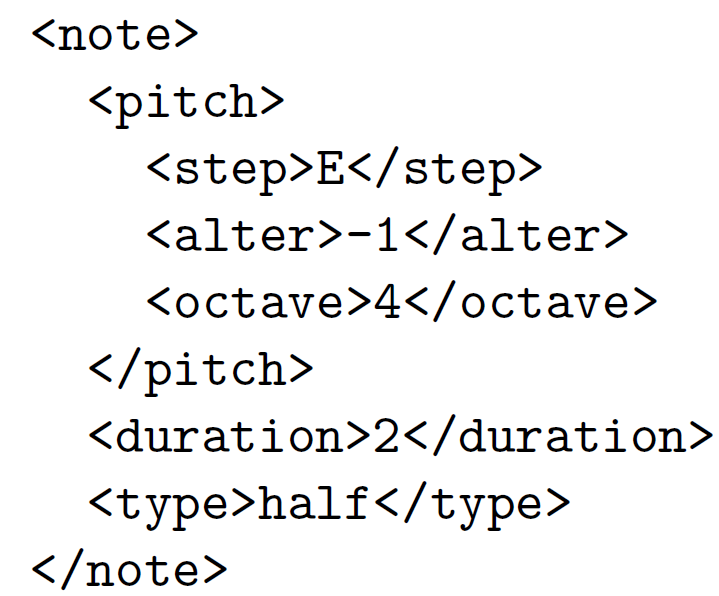 <note>
  <pitch>
    <step>E</step>
    <alter>-1</alter>
    <octave>4</octave>
  </pitch>
  <duration>2</duration>
  <type>half</type>
</note>